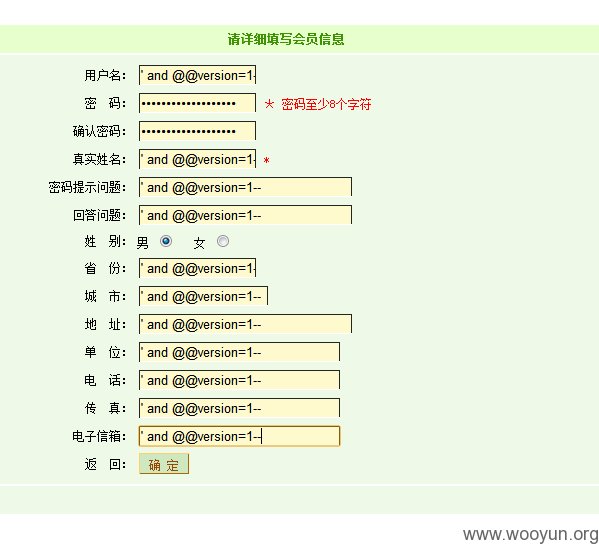 请详细填写会员信息
用户名: ' and @@version=1-
密 码: ••••••••••••••••••• * 密码至少8个字符
确认密码: •••••••••••••••••••
真实姓名: ' and @@version=1- *
密码提示问题: ' and @@version=1--
回答问题: ' and @@version=1--
姓 别: 男 女
省 份: ' and @@version=1-
城 市: ' and @@version=1--
地 址: ' and @@version=1--
单 位: ' and @@version=1--
电 话: ' and @@version=1--
传 真: ' and @@version=1--
电子信箱: ' and @@version=1--
返 回: 确 定
www.wooyun.org